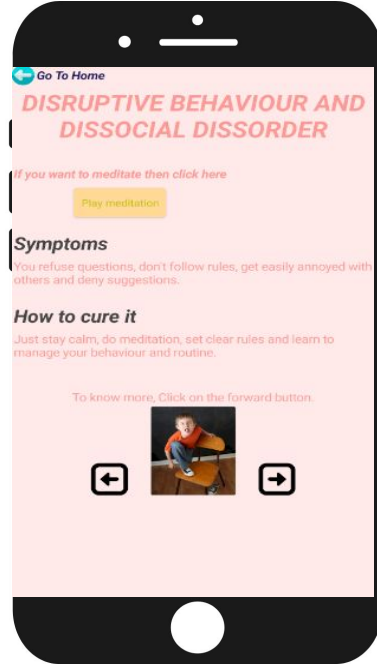 Go To Home
DISRUPTIVE BEHAVIOUR AND
DISSOCIAL DISSORDER
If you want to meditate then click here
Play meditation
Symptoms
You refuse questions, don't follow rules, get easily annoyed with
others and deny suggestions.
How to cure it
Just stay calm, do meditation, set clear rules and learn to
manage your behaviour and routine.
To know more, Click on the forward button.